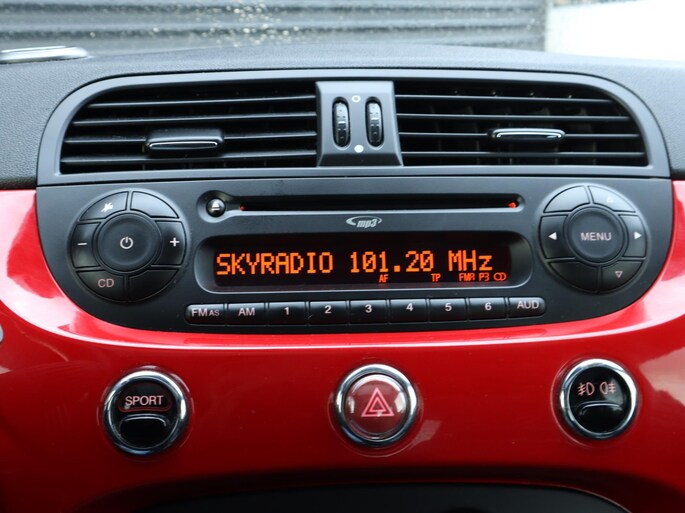 mp3
SKYRADIO 101.20 MHz
AF TP FMR P3 CD
MENU
CD
FM AS AM 1 2 3 4 5 6 AUD
SPORT